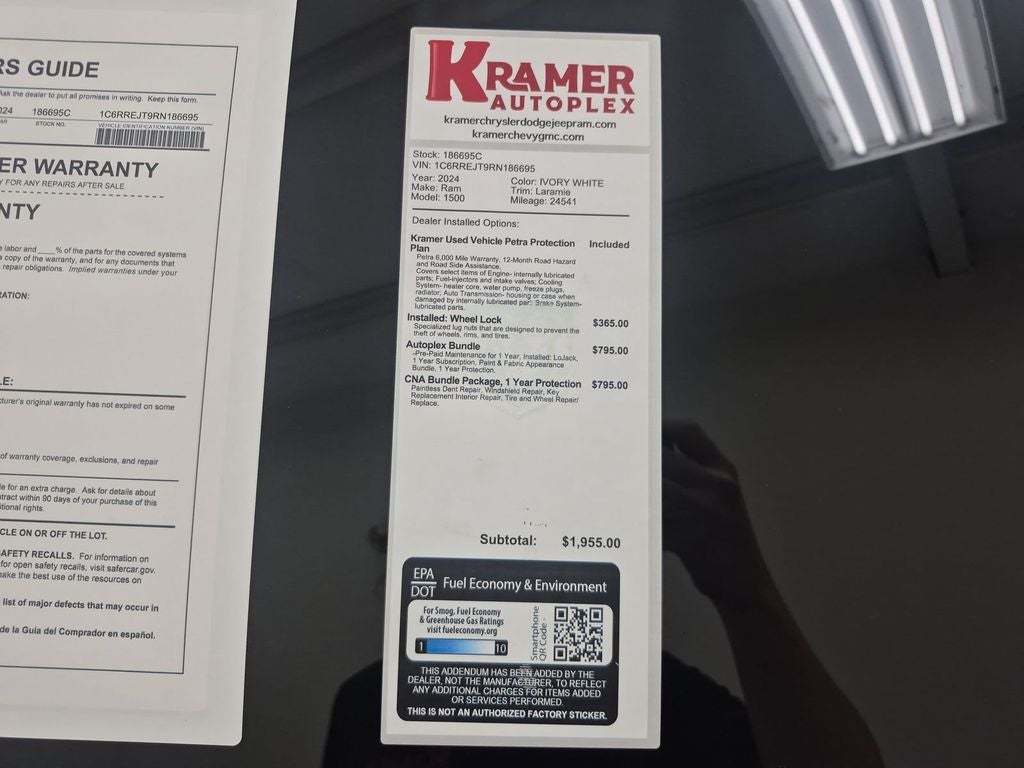 RS GUIDE
Ask the dealer to put all promises in writing. Keep this form.
024 186695C 1C6RREJT9RN186695
AR STOCK NO. VEHICLE IDENTIFICATION NUMBER (VIN)
ER WARRANTY
Y FOR ANY REPAIRS AFTER SALE.
NTY
labor and ____ % of the parts for the covered systems
a copy of the warranty, and for any documents that
repair obligations. Implied warranties under your
RATION:
LE:
cturer's original warranty has not expired on some
of warranty coverage, exclusions, and repair
le for an extra charge. Ask for details about
ntract within 90 days of your purchase of this
itional rights.
CLE ON OR OFF THE LOT.
AFETY RECALLS. For information on
for open safety recalls, visit safercar.gov.
make the best use of the resources on
list of major defects that may occur in
de la Guía del Comprador en español.
KRAMER
AUTOPLEX
kramerchryslerdodgejeepram.com
kramerchevygmc.com
Stock: 186695C
VIN: 1C6RREJT9RN186695
Year: 2024 Color: IVORY WHITE
Make: Ram Trim: Laramie
Model: 1500 Mileage: 24541
Dealer Installed Options:
Kramer Used Vehicle Petra Protection Included
Plan
Petra 6,000 Mile Warranty, 12-Month Road Hazard
and Road Side Assistance.
Covers select items of Engine- internally lubricated
parts; Fuel-injectors and intake valves; Cooling
System- heater core, water pump, freeze plugs,
radiator; Auto Transmission- housing or case when
damaged by internally lubricated par; Brake System-
lubricated parts.
Installed: Wheel Lock $365.00
Specialized lug nuts that are designed to prevent the
theft of wheels, rims, and tires.
Autoplex Bundle $795.00
-Pre-Paid Maintenance for 1 Year, Installed: LoJack,
1 Year Subscription, Paint & Fabric Appearance
Bundle, 1 Year Protection.
CNA Bundle Package, 1 Year Protection $795.00
Paintless Dent Repair, Windshield Repair, Key
Replacement Interior Repair, Tire and Wheel Repair/
Replace.
Subtotal: $1,955.00
EPA
DOT Fuel Economy & Environment
For Smog, Fuel Economy
& Greenhouse Gas Ratings
visit fueleconomy.org
1 10
Smartphone
QR Code
THIS ADDENDUM HAS BEEN ADDED BY THE
DEALER, NOT THE MANUFACTURER, TO REFLECT
ANY ADDITIONAL CHARGES FOR ITEMS ADDED
OR SERVICES PERFORMED.
THIS IS NOT AN AUTHORIZED FACTORY STICKER.